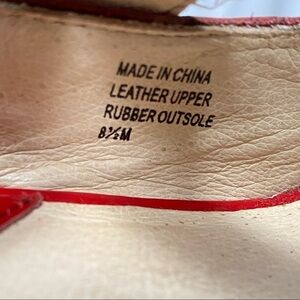 MADE IN CHINA
LEATHER UPPER
RUBBER OUTSOLE
8½M